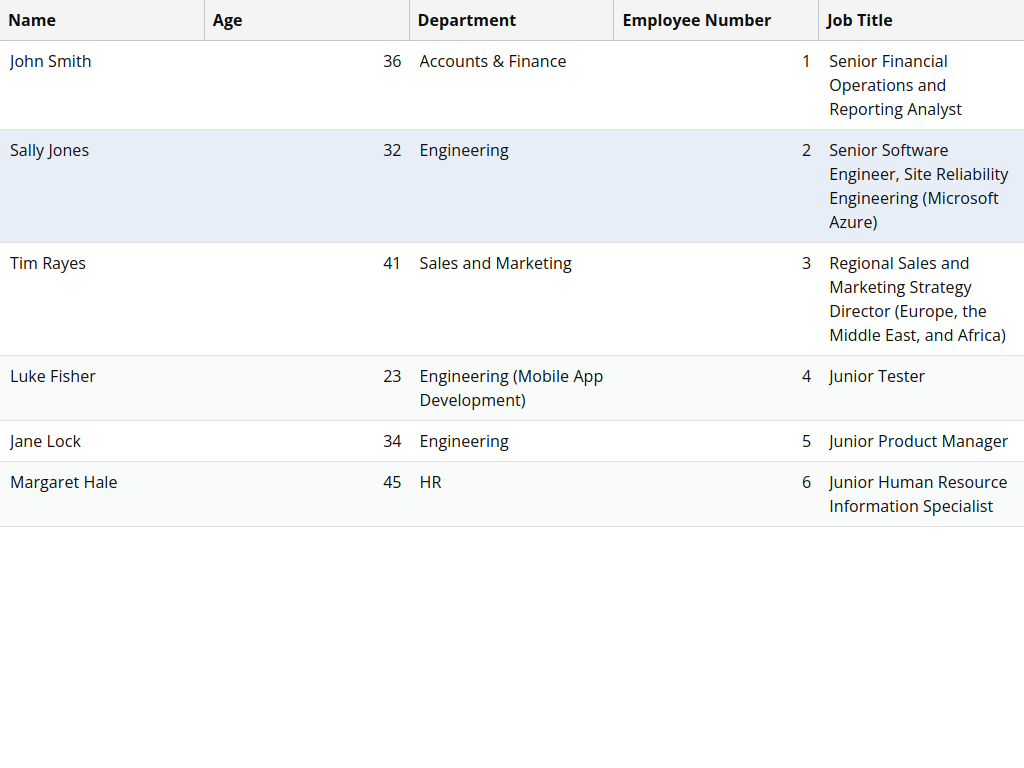 Name Age Department Employee Number Job Title
John Smith 36 Accounts & Finance 1 Senior Financial
Operations and
Reporting Analyst
Sally Jones 32 Engineering 2 Senior Software
Engineer, Site Reliability
Engineering (Microsoft
Azure)
Tim Rayes 41 Sales and Marketing 3 Regional Sales and
Marketing Strategy
Director (Europe, the
Middle East, and Africa)
Luke Fisher 23 Engineering (Mobile App 4 Junior Tester
Development)
Jane Lock 34 Engineering 5 Junior Product Manager
Margaret Hale 45 HR 6 Junior Human Resource
Information Specialist